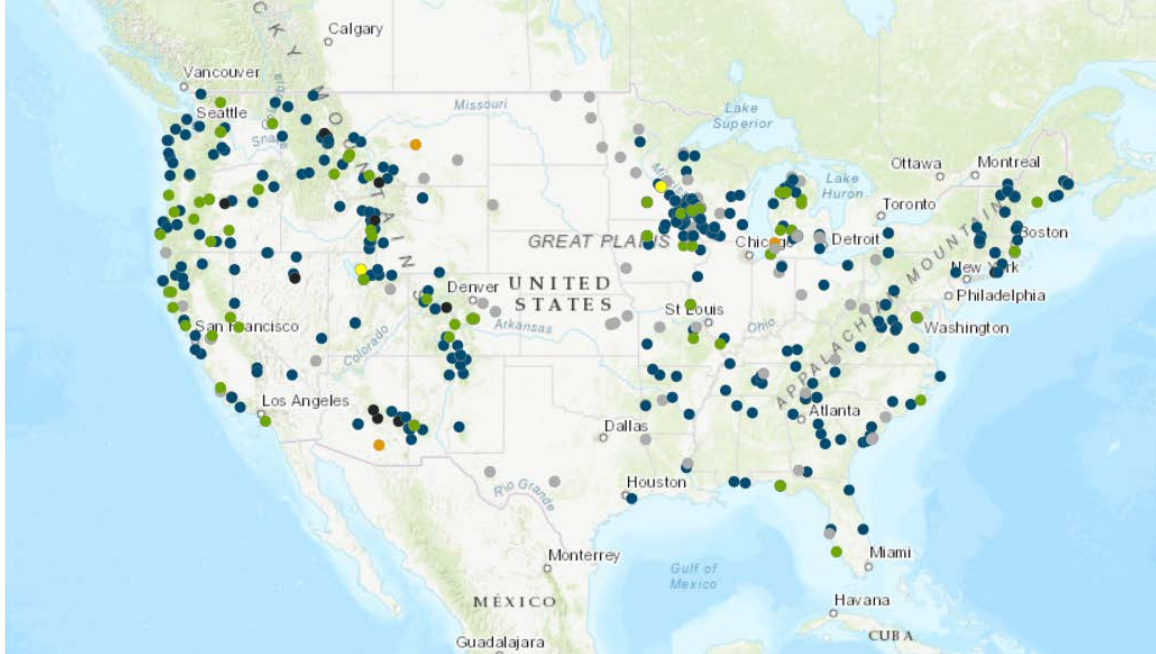 Calgary
Vancouver
Seattle
Missouri
Lake
Superior
Ottawa
Montreal
Lake
Huron
Toronto
Boston
Detroit
Chicago
GREAT PLAINS
New York
Philadelphia
UNITED
STATES
Denver
St Louis
Ohio
Washington
Arkansas
San Francisco
Colorado
APPALACHIAN MOUNTAINS
Los Angeles
Atlanta
Dallas
Houston
Rio Grande
Monterrey
Gulf of
Mexico
Miami
MÉXICO
Havana
CUBA
Guadalajara